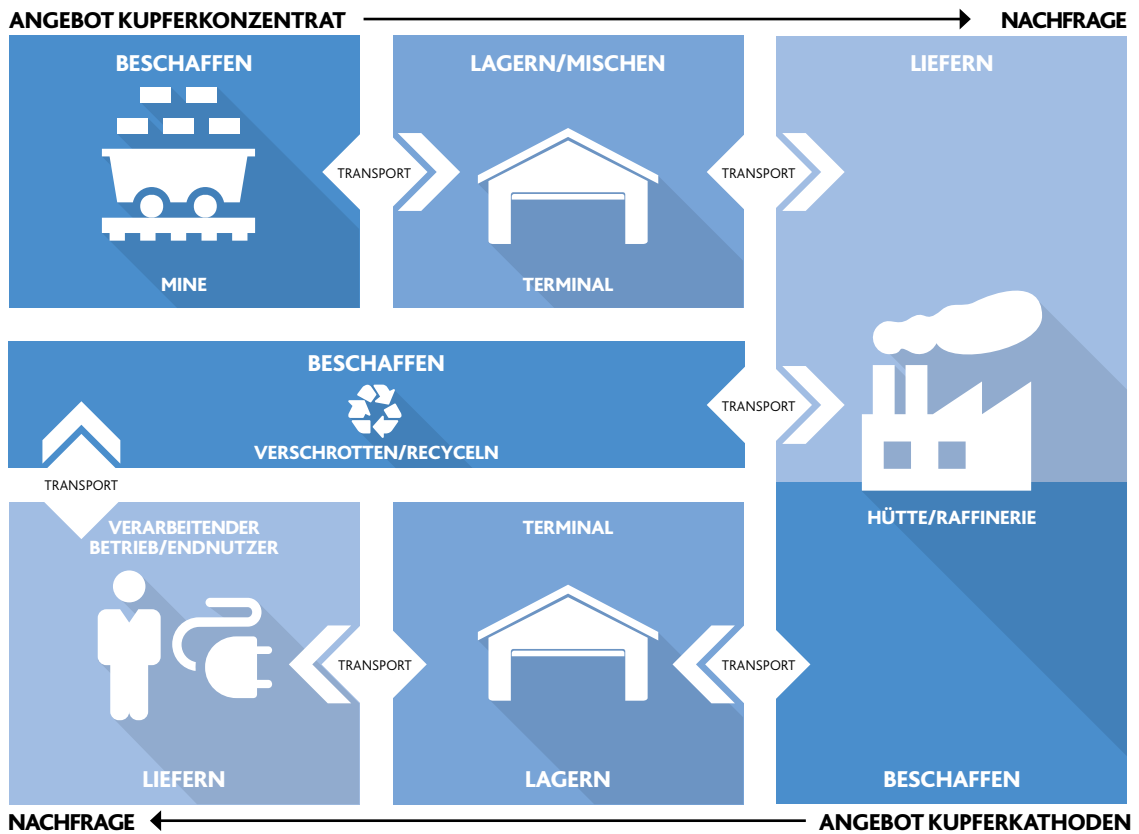 ANGEBOT KUPFERKONZENTRAT
NACHFRAGE
BESCHAFFEN
LAGERN/MISCHEN
LIEFERN
TRANSPORT
TRANSPORT
MINE
TERMINAL
BESCHAFFEN
TRANSPORT
VERSCHROTTEN/RECYCELN
TRANSPORT
HÜTTE/RAFFINERIE
VERARBEITENDER
BETRIEB/ENDNUTZER
TERMINAL
TRANSPORT
TRANSPORT
LIEFERN
LAGERN
BESCHAFFEN
NACHFRAGE
ANGEBOT KUPFERKATHODEN